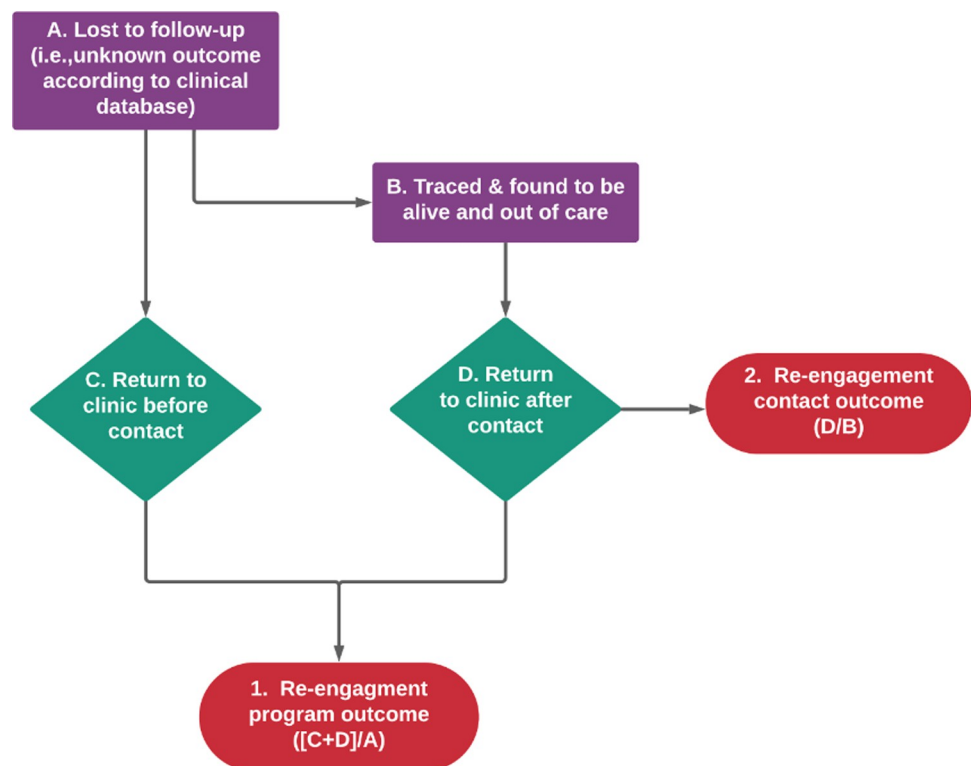 A. Lost to follow-up
(i.e.,unknown outcome
according to clinical
database)
B. Traced & found to be
alive and out of care
C. Return to
clinic before
contact
D. Return
to clinic after
contact
2.  Re-engagement
contact outcome
(D/B)
1.  Re-engagment
program outcome
([C+D]/A)